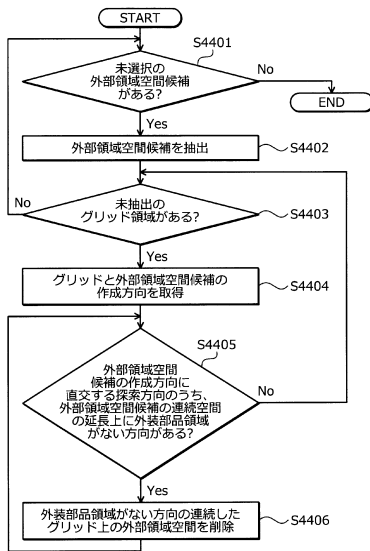 START
S4401
未選択の
外部領域空間候補
がある?
No
END
Yes
外部領域空間候補を抽出
S4402
No
未抽出の
グリッド領域がある?
S4403
Yes
グリッドと外部領域空間候補の
作成方向を取得
S4404
S4405
外部領域空間
候補の作成方向に
直交する探索方向のうち、
外部領域空間候補の連続空間
の延長上に外装部品領域
がない方向がある?
No
Yes
外装部品領域がない方向の連続した
グリッド上の外部領域空間を削除
S4406